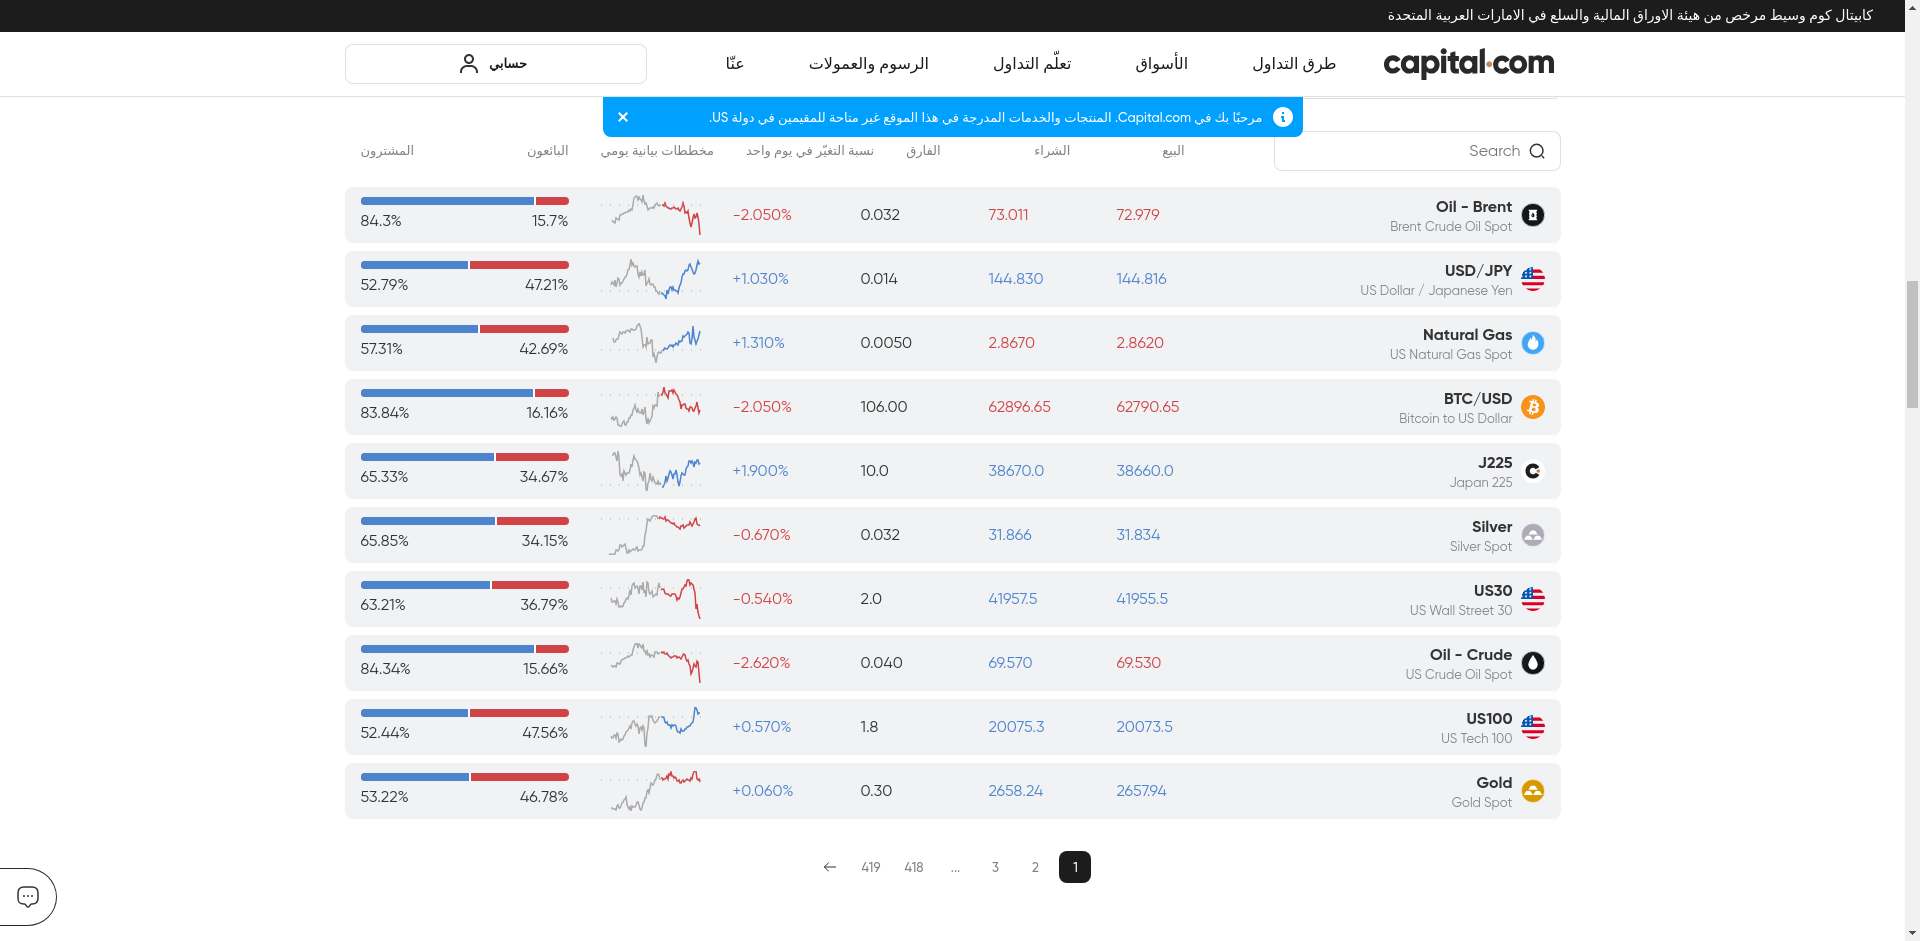 كابيتال كوم وسيط مرخص من هيئة الاوراق المالية والسلع في الامارات العربية المتحدة
capital.com
طرق التداول
الأسواق
تعلّم التداول
الرسوم والعمولات
عنّا
حسابي
مرحبًا بك في Capital.com. المنتجات والخدمات المدرجة في هذا الموقع غير متاحة للمقيمين في دولة US.
Search
البيع
الشراء
الفارق
نسبة التغيّر في يوم واحد
مخططات بيانية يومي
البائعون
المشترون
Oil - Brent
Brent Crude Oil Spot
72.979
73.011
0.032
-2.050%
15.7%
84.3%
USD/JPY
US Dollar / Japanese Yen
144.816
144.830
0.014
+1.030%
47.21%
52.79%
Natural Gas
US Natural Gas Spot
2.8620
2.8670
0.0050
+1.310%
42.69%
57.31%
BTC/USD
Bitcoin to US Dollar
62790.65
62896.65
106.00
-2.050%
16.16%
83.84%
J225
Japan 225
38660.0
38670.0
10.0
+1.900%
34.67%
65.33%
Silver
Silver Spot
31.834
31.866
0.032
-0.670%
34.15%
65.85%
US30
US Wall Street 30
41955.5
41957.5
2.0
-0.540%
36.79%
63.21%
Oil - Crude
US Crude Oil Spot
69.530
69.570
0.040
-2.620%
15.66%
84.34%
US100
US Tech 100
20073.5
20075.3
1.8
+0.570%
47.56%
52.44%
Gold
Gold Spot
2657.94
2658.24
0.30
+0.060%
46.78%
53.22%
1
2
3
...
418
419